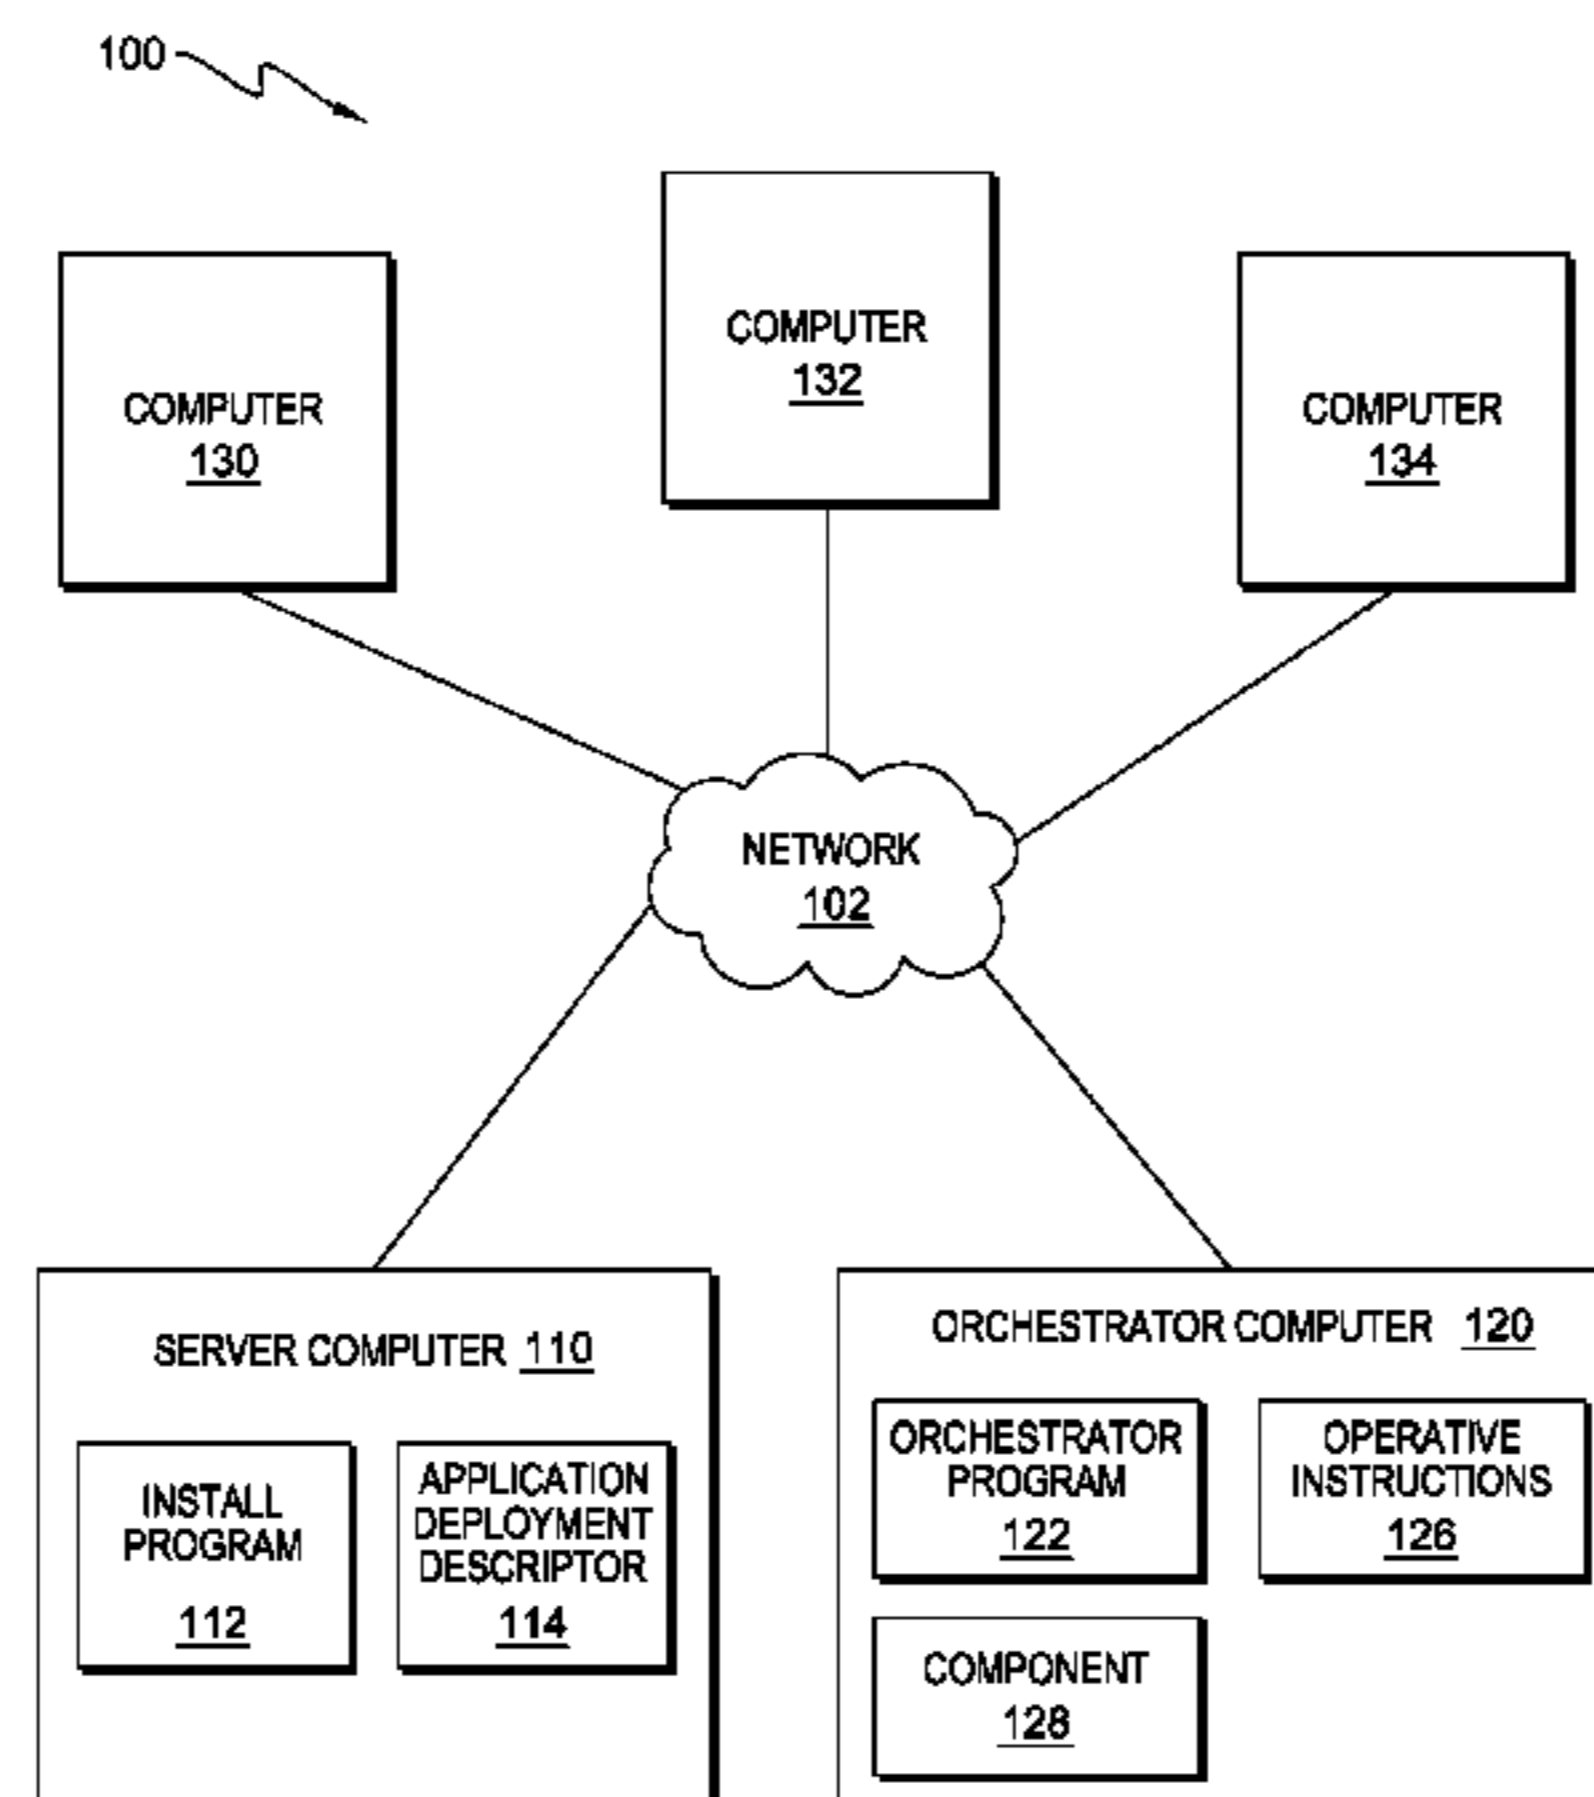 100
COMPUTER
132
COMPUTER
130
COMPUTER
134
NETWORK
102
SERVER COMPUTER 110
INSTALL
PROGRAM
112
APPLICATION
DEPLOYMENT
DESCRIPTOR
114
ORCHESTRATOR COMPUTER 120
ORCHESTRATOR
PROGRAM
122
OPERATIVE
INSTRUCTIONS
126
COMPONENT
128